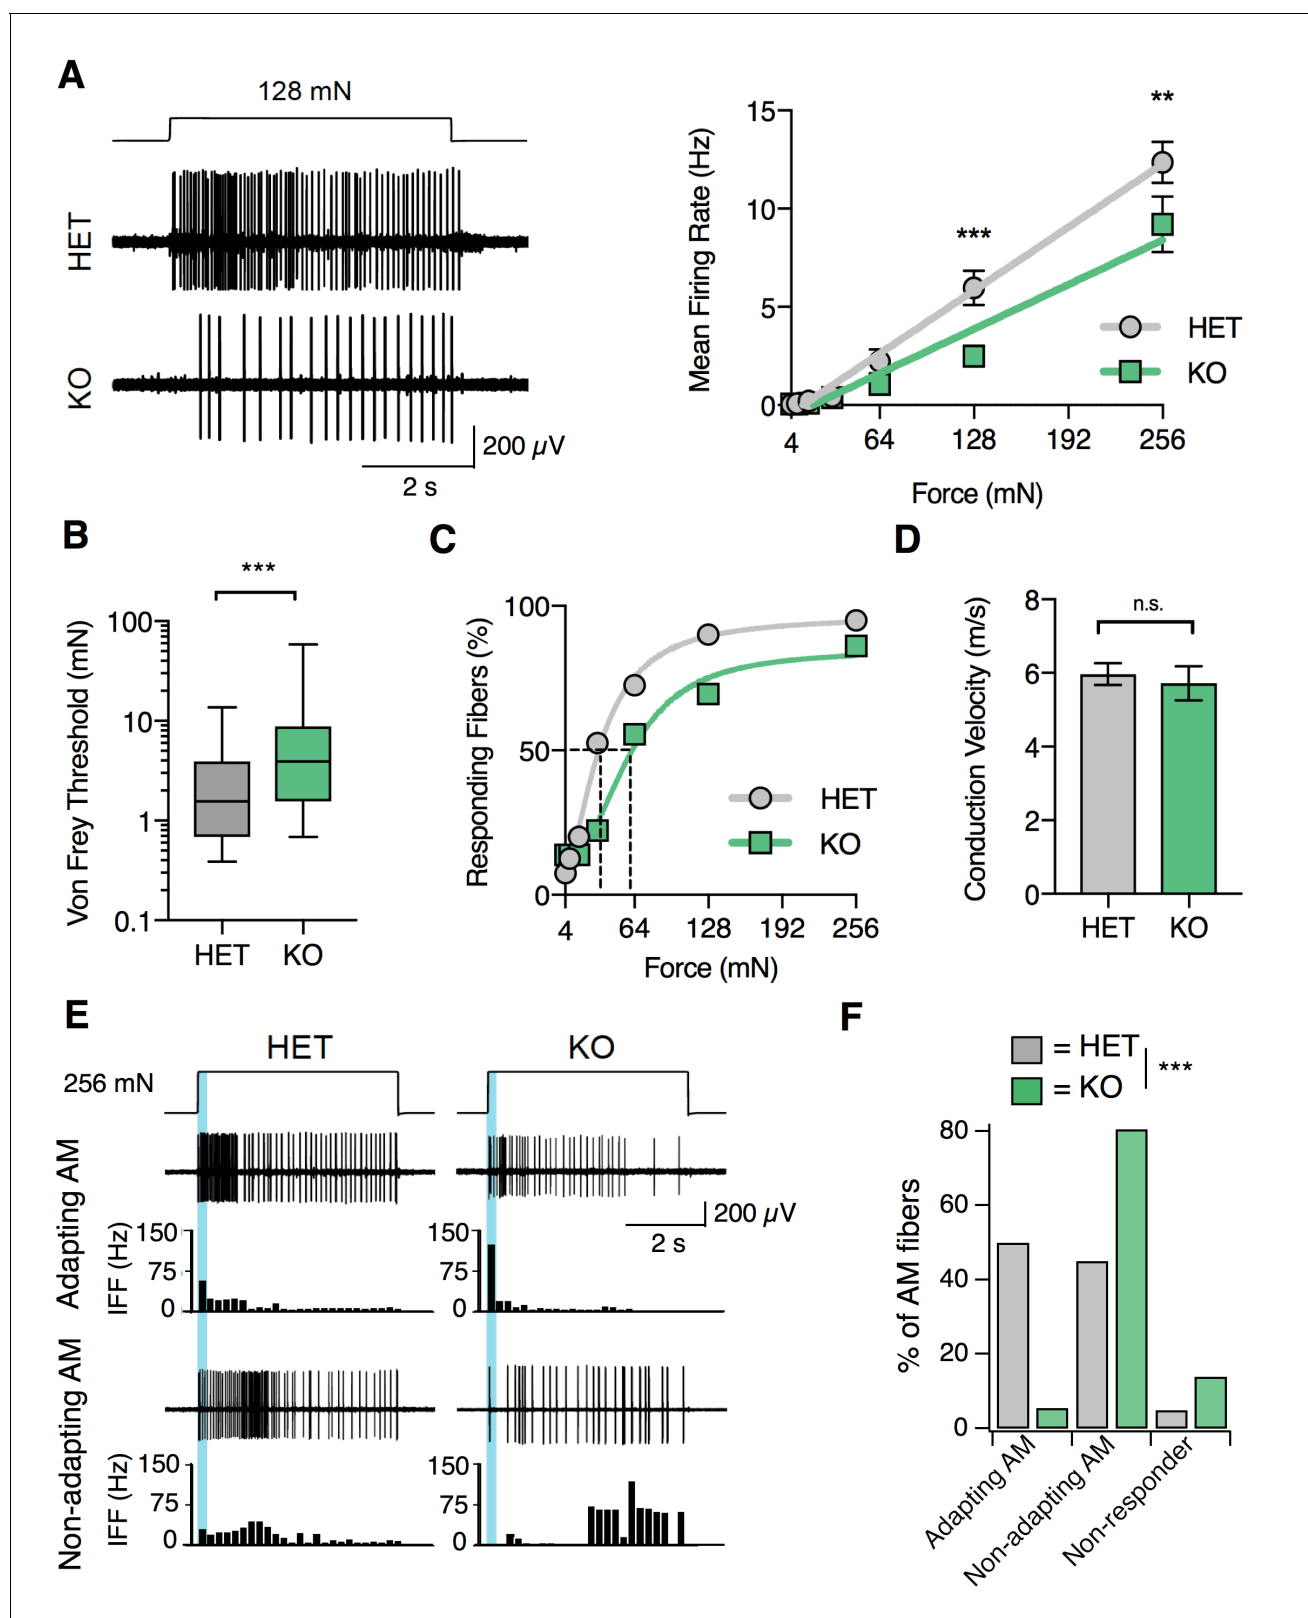 A
128 mN
HET
KO
200 µV
2 s
Mean Firing Rate (Hz)
15
10
5
0
**
***
HET
KO
4 64 128 192 256
Force (mN)
B
***
Von Frey Threshold (mN)
100
10
1
0.1
HET KO
C
Responding Fibers (%)
100
50
0
HET
KO
4 64 128 192 256
Force (mN)
D
n.s.
Conduction Velocity (m/s)
8
6
4
2
0
HET KO
E
HET KO
256 mN
Adapting AM
200 µV
2 s
IFF (Hz)
150
75
0
150
75
0
Non-adapting AM
IFF (Hz)
150
75
0
150
75
0
F
= HET
= KO
***
% of AM fibers
80
60
40
20
0
Adapting AM
Non-adapting AM
Non-responder